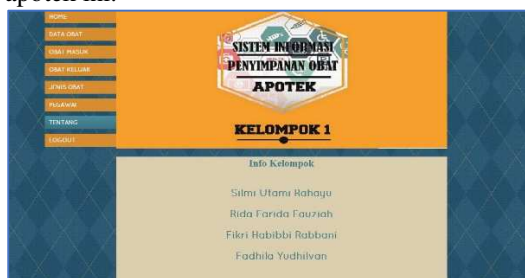 apotek ini.
HOME
DATA OBAT
OBAT MASUK
OBAT KELUAR
JENIS OBAT
PEGAWAI
TENTANG
LOGOUT
SISTEM INFORMASI
PENYIMPANAN OBAT
APOTEK
KELOMPOK 1
Info Kelompok
Silmi Utami Rahayu
Rida Farida Fauziah
Fikri Habibbi Rabbani
Fadhila Yudhilvan